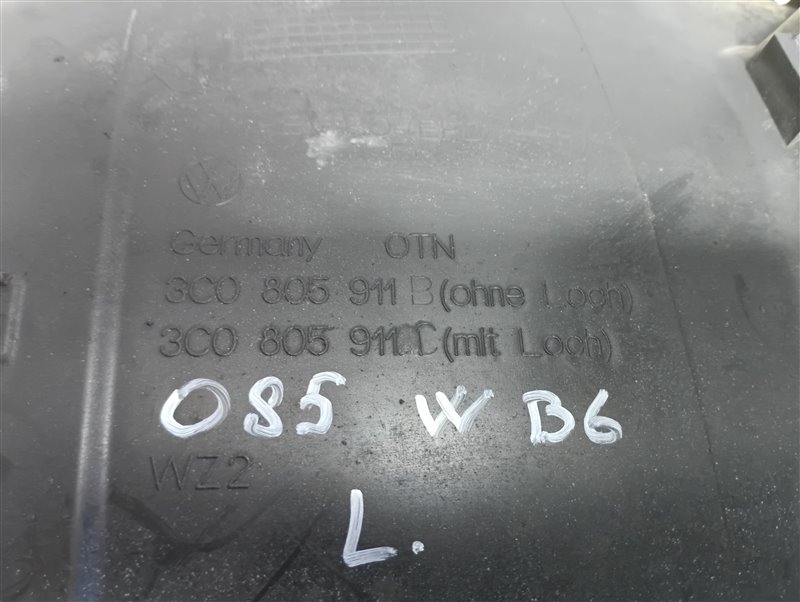 Germany OTN
3C0 805 911 B (ohne Loch)
3C0 805 911 C (mit Loch)
085 W B6
WZ2
L.